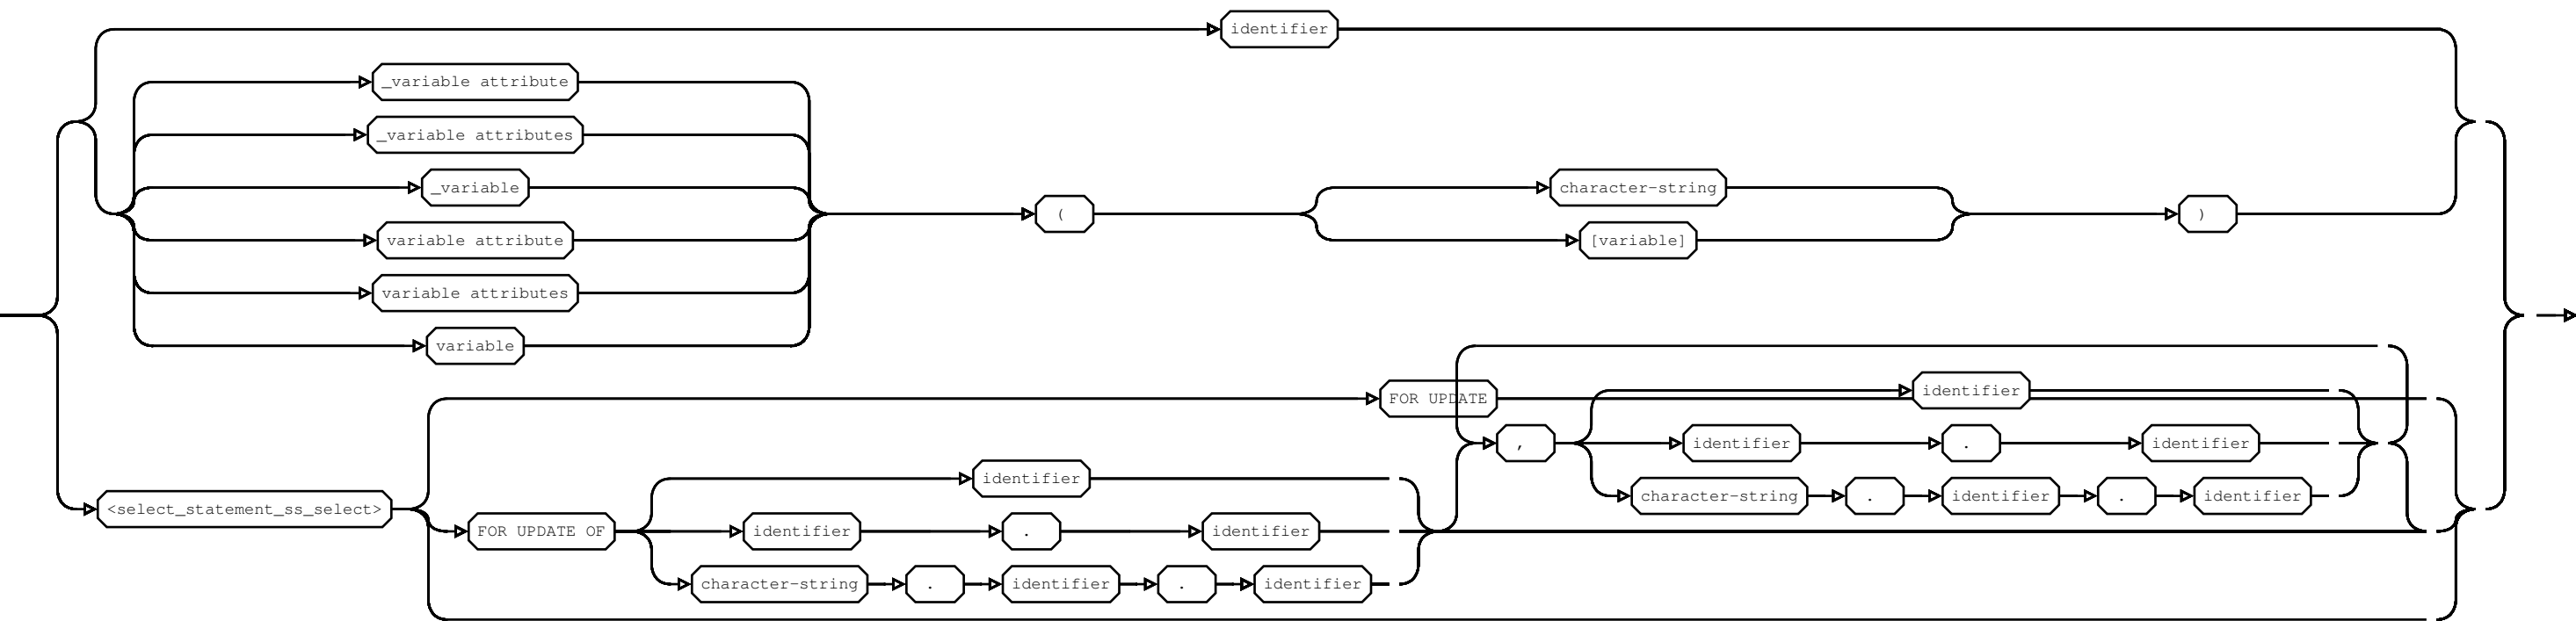 identifier
_variable attribute
_variable attributes
_variable
character-string
( )
variable attribute
[variable]
variable attributes
variable
identifier
FOR UPDATE
, identifier . identifier
identifier
character-string . identifier . identifier
<select_statement_ss_select>
FOR UPDATE OF identifier . identifier
character-string . identifier . identifier